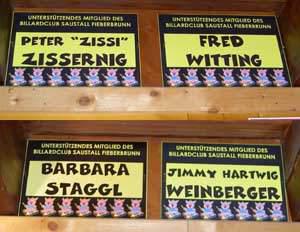 UNTERSTÜTZENDES MITGLIED DES
BILLARDCLUB SAUSTALL FIEBERBRUNN
PETER "ZISSI"
ZISSERNIG
UNTERSTÜTZENDES MITGLIED DES
BILLARDCLUB SAUSTALL FIEBERBRUNN
FRED
WITTING
UNTERSTÜTZENDES MITGLIED DES
BILLARDCLUB SAUSTALL FIEBERBRUNN
BARBARA
STAGGL
UNTERSTÜTZENDES MITGLIED DES
BILLARDCLUB SAUSTALL FIEBERBRUNN
JIMMY HARTWIG
WEINBERGER